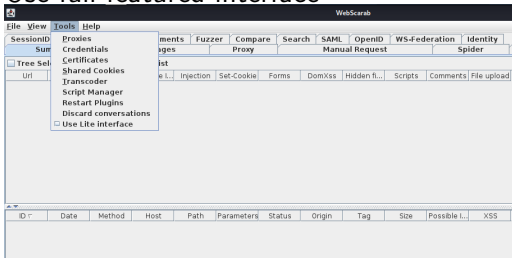 Use full-featured interface
WebScarab
File View Tools Help
SessionID ments Fuzzer Compare Search SAML OpenID WS-Federation Identity
Sum ages Proxy Manual Request Spider
Tree Sele ist
Url e l... Injection Set-Cookie Forms DomXss Hidden fi... Scripts Comments File upload
Proxies
Credentials
Certificates
Shared Cookies
Transcoder
Script Manager
Restart Plugins
Discard conversations
Use Lite interface
ID Date Method Host Path Parameters Status Origin Tag Size Possible I... XSS